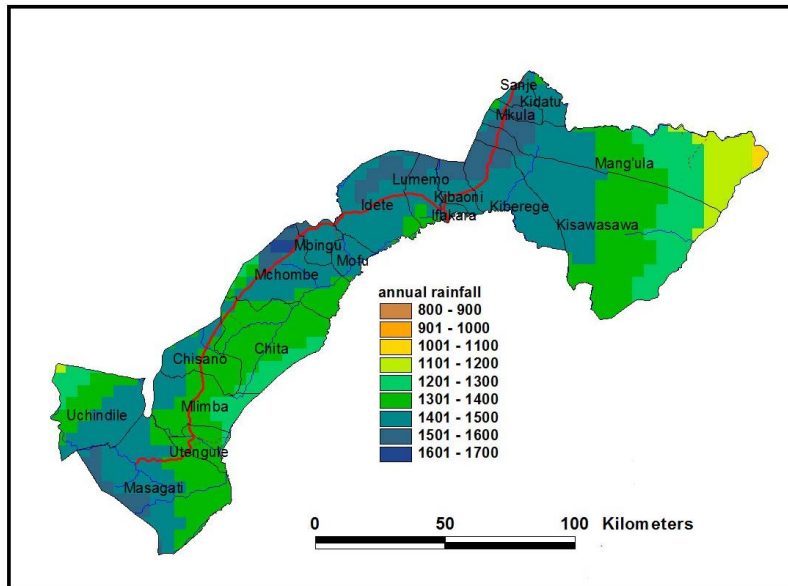 Sanje
Kidatu
Mkula
Mang'ula
Lumemo
Kibaoni
Idete
Ifakara
Kiberege
Kisawasawa
Mbingu
Mofu
Mchombe
annual rainfall
800 - 900
901 - 1000
1001 - 1100
1101 - 1200
1201 - 1300
1301 - 1400
1401 - 1500
1501 - 1600
1601 - 1700
Chisano
Chita
Mlimba
Uchindile
Utengule
Masagati
0 50 100 Kilometers